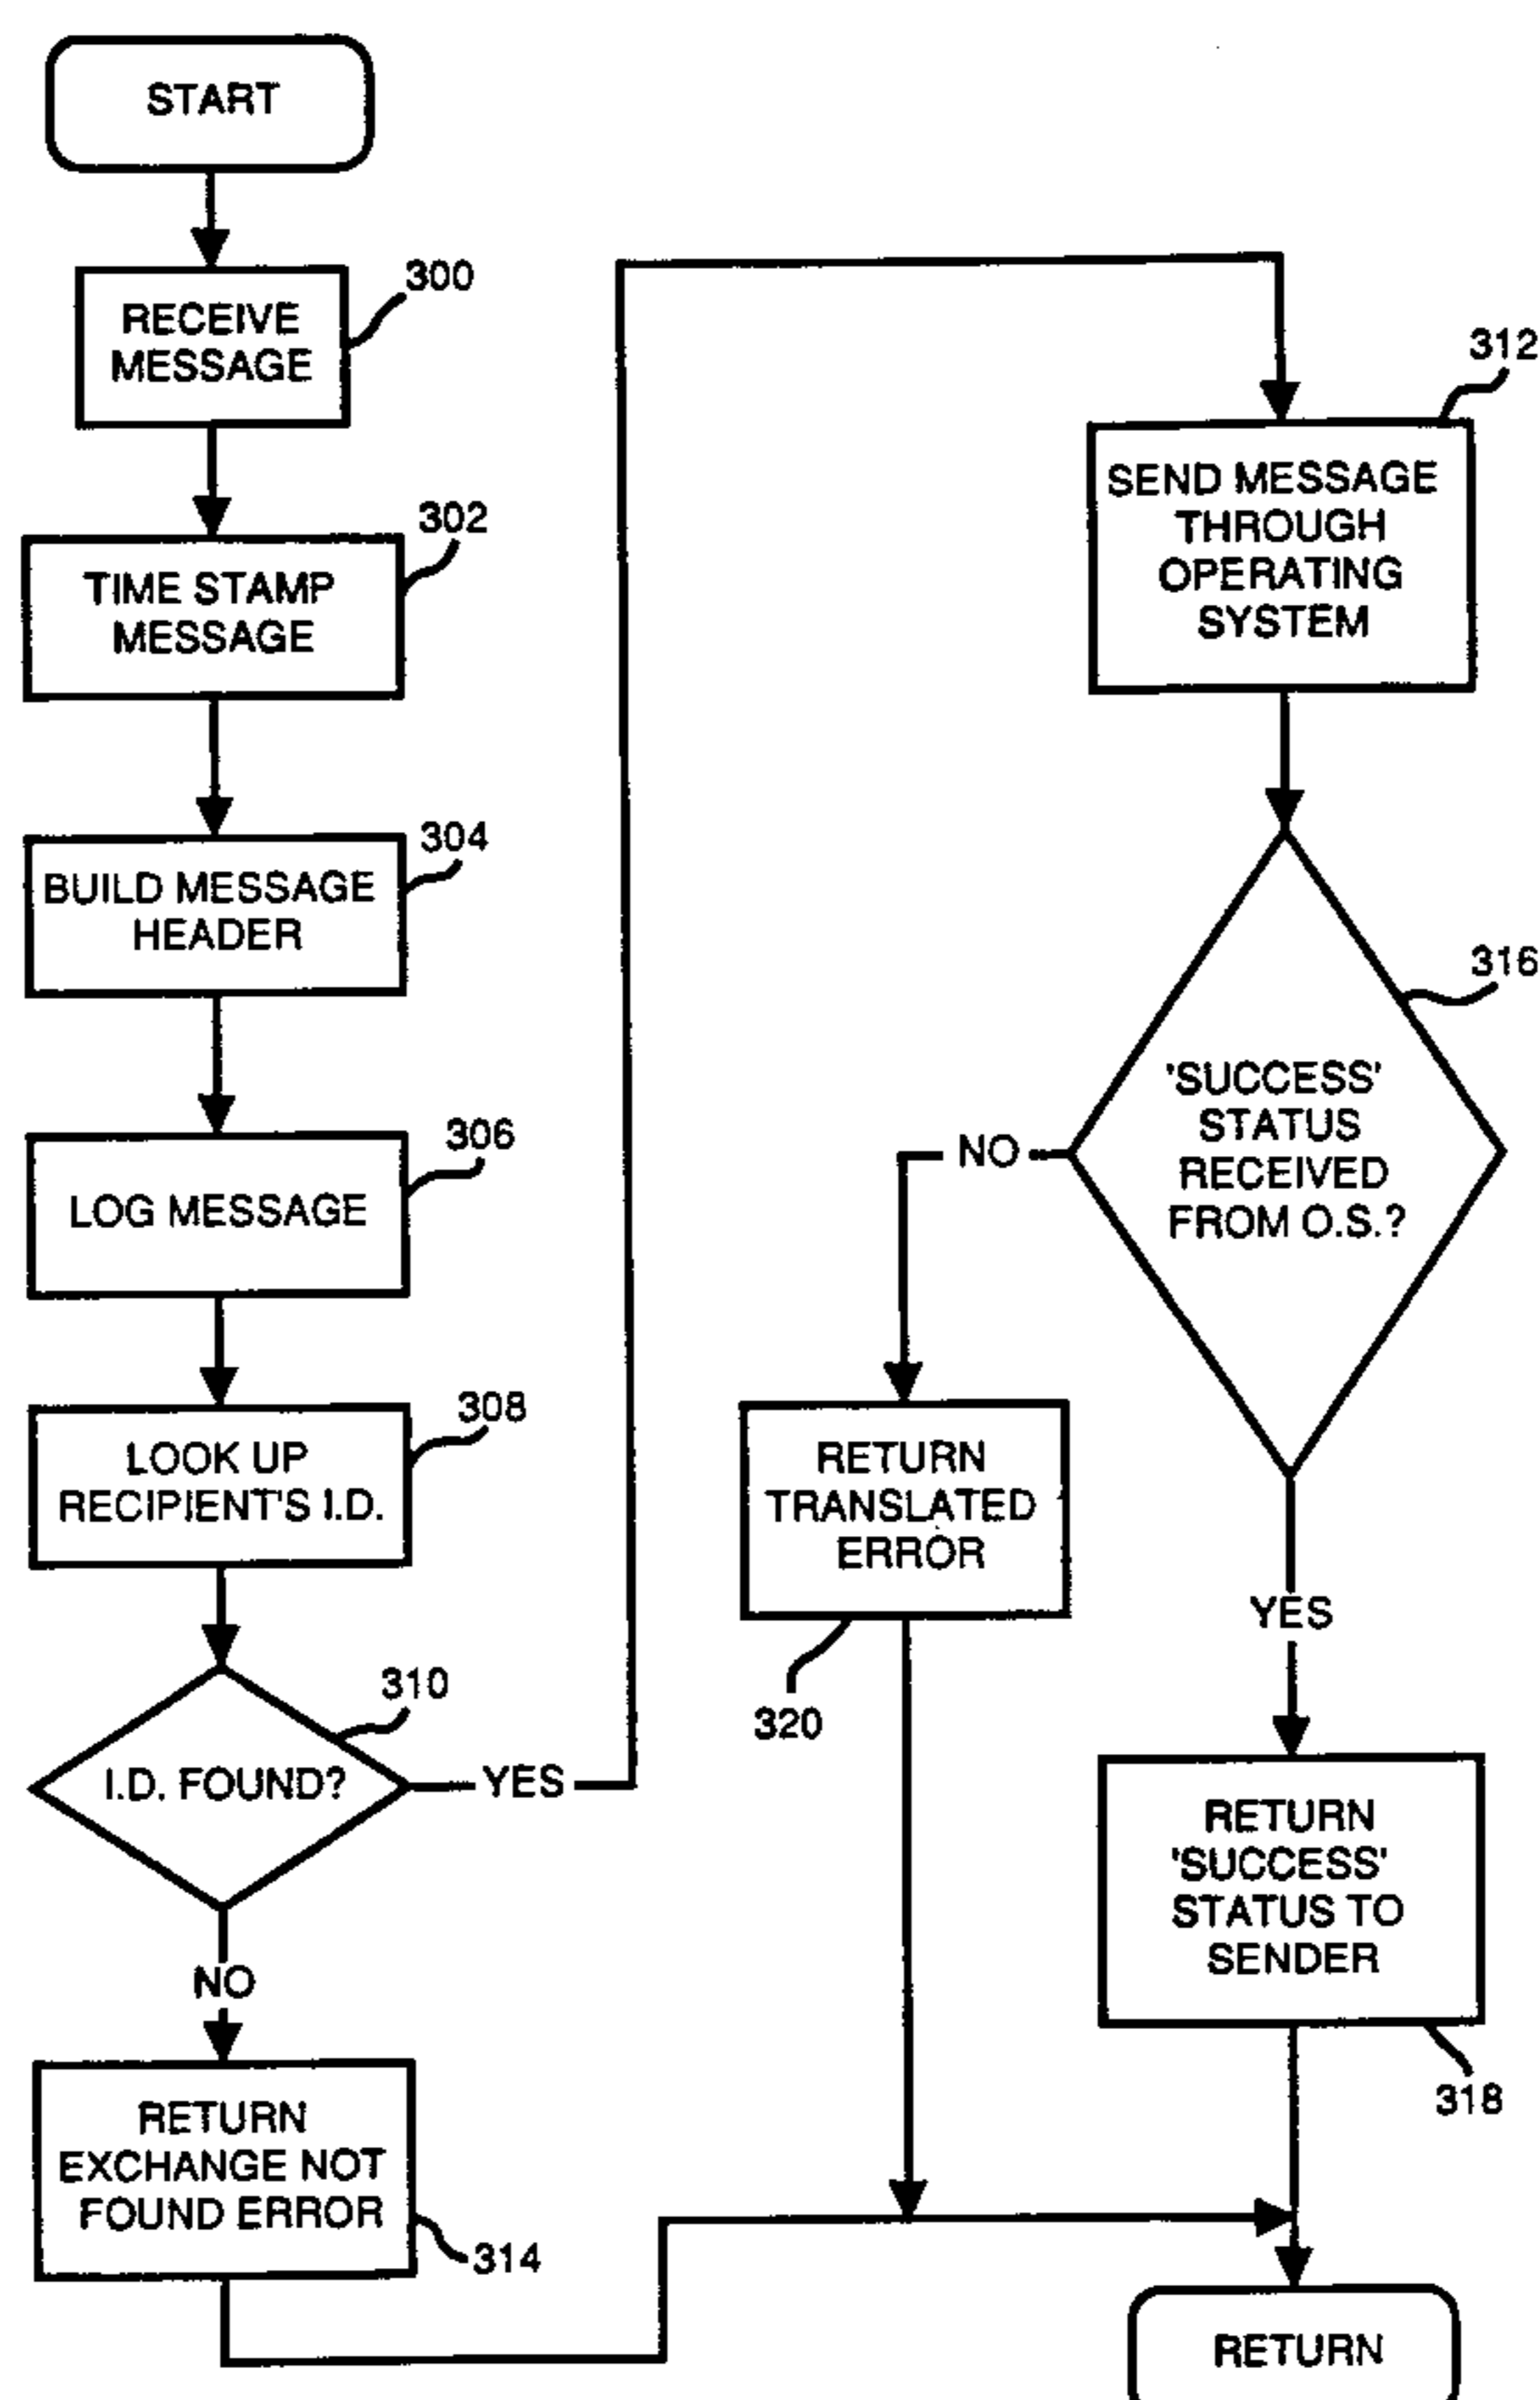 START
300
RECEIVE
MESSAGE
302
TIME STAMP
MESSAGE
304
BUILD MESSAGE
HEADER
306
LOG MESSAGE
308
LOOK UP
RECIPIENT'S I.D.
310
I.D. FOUND?
YES
NO
RETURN
EXCHANGE NOT
FOUND ERROR
314
312
SEND MESSAGE
THROUGH
OPERATING
SYSTEM
316
'SUCCESS'
STATUS
RECEIVED
FROM O.S.?
NO
RETURN
TRANSLATED
ERROR
320
YES
RETURN
'SUCCESS'
STATUS TO
SENDER
318
RETURN